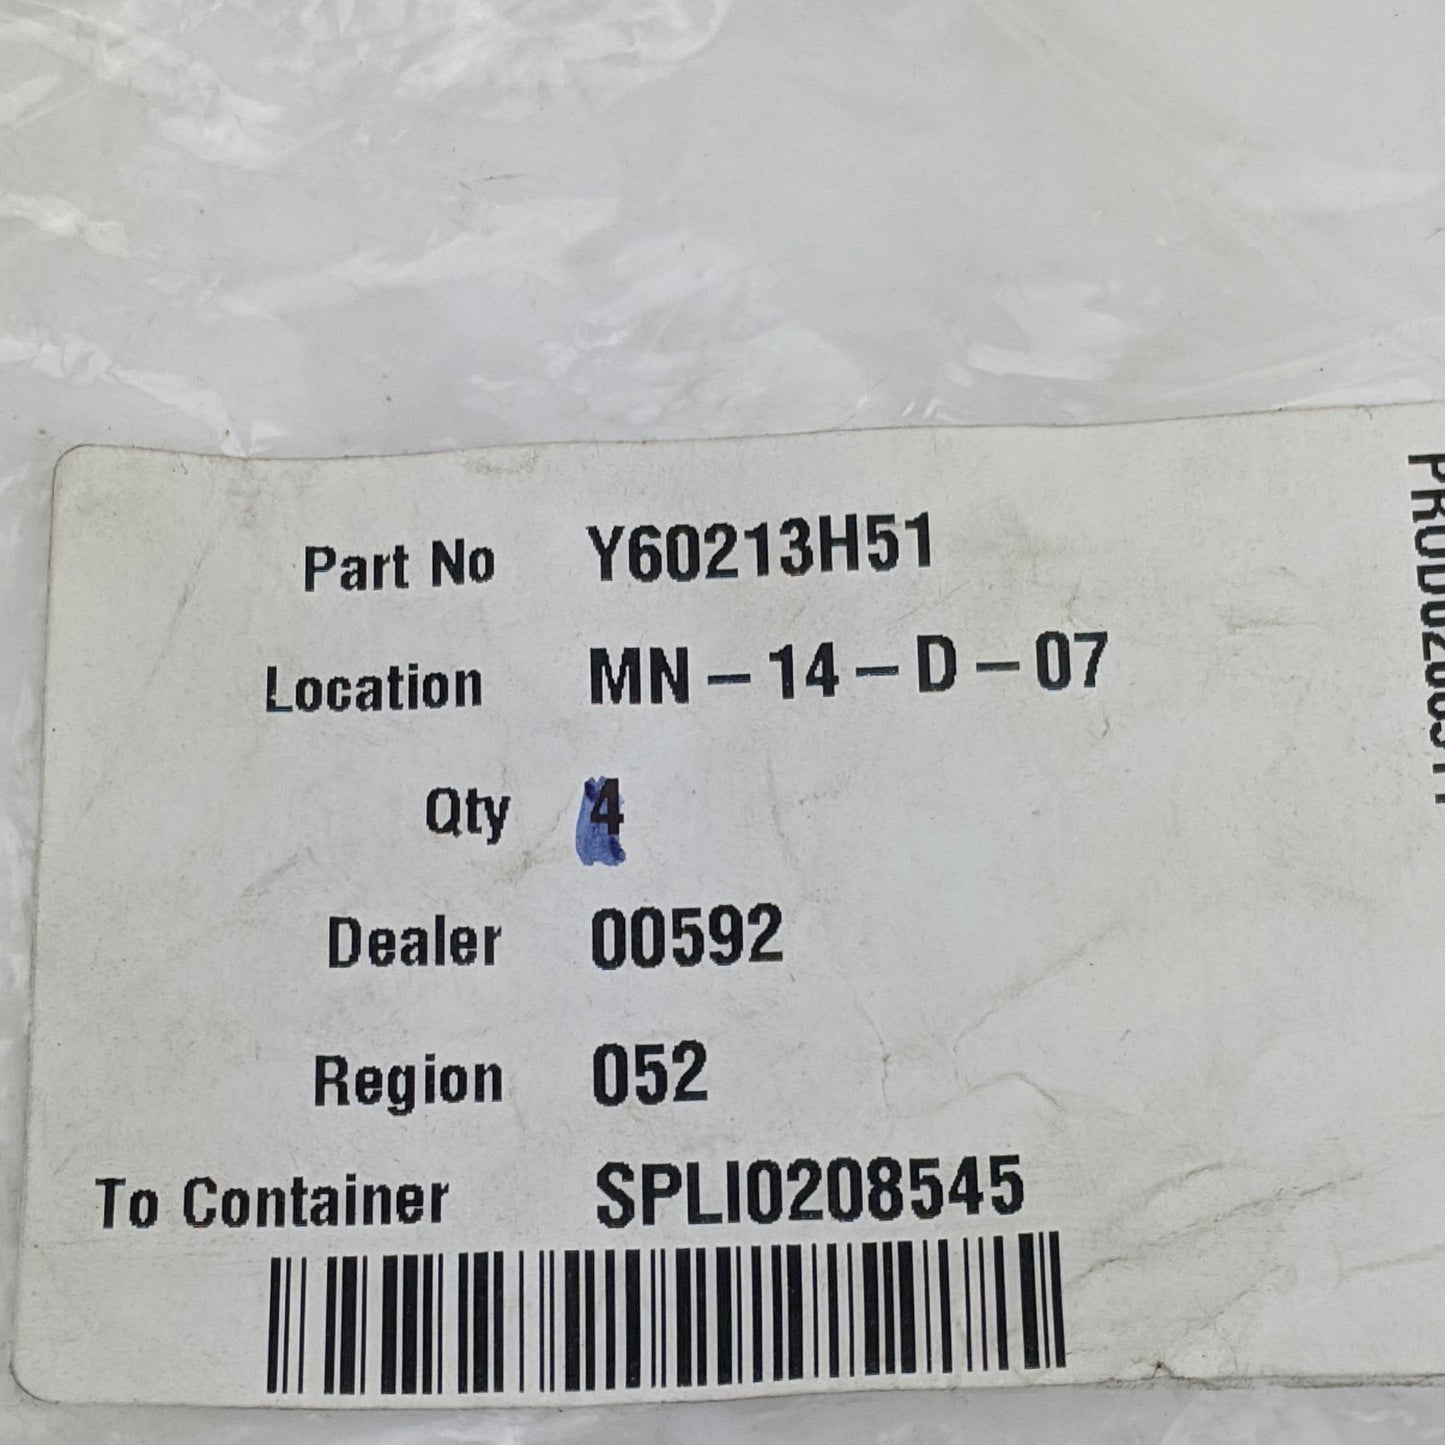 Part No Y60213H51
Location MN-14-D-07
Qty 4
Dealer 00592
Region 052
To Container SPLI0208545